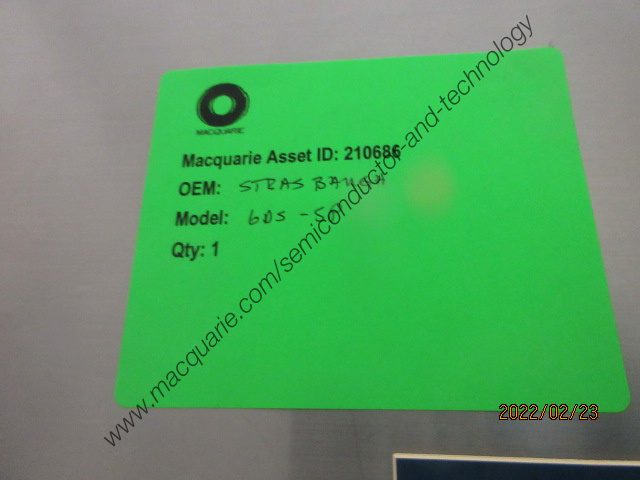 MACQUARIE
Macquarie Asset ID: 210686
OEM: STRASBAUGH
Model: 6DS-SP
Qty: 1
www.macquarie.com/semiconductor-and-technology
2022/02/23